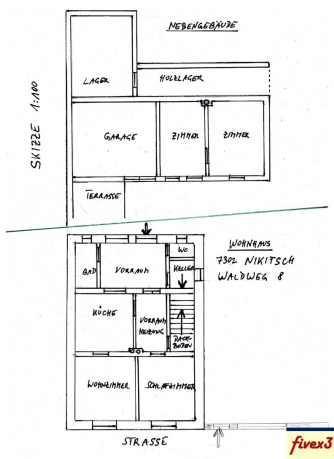 NEBENGEBÄUDE
SKIZZE 1:100
LAGER
HOLZLAGER
GARAGE
ZIMMER
ZIMMER
TERRASSE
WOHNHAUS
7302 NIKITSCH
WALDWEG 8
WC
BAD
VORRAUM
KELLER
KÜCHE
VORRAUM
HEIZUNG
DACH-
BODEN
WOHNZIMMER
SCHLAFZIMMER
STRASSE
fivex3